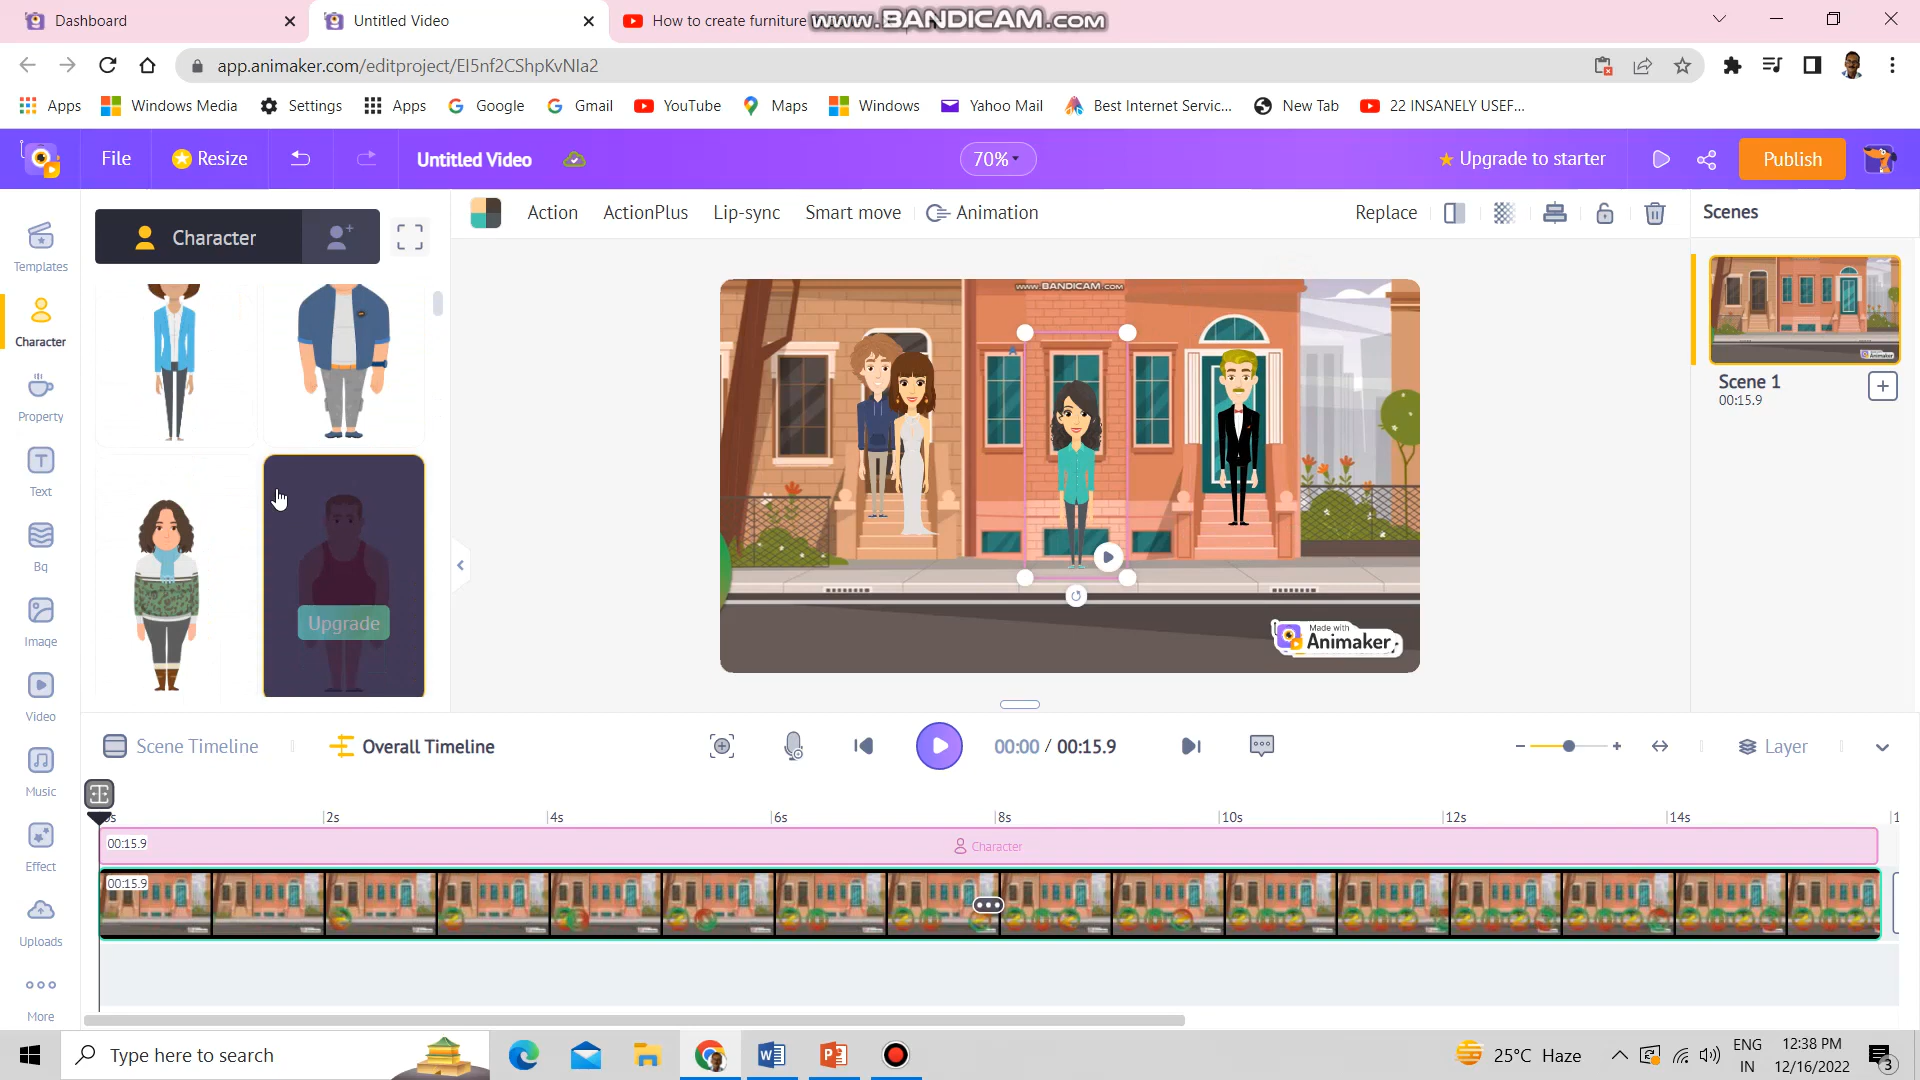 Dashboard
Untitled Video
How to create furniture
www.BANDICAM.com
app.animaker.com/editproject/EI5nf2CShpKvNIa2
Apps
Windows Media
Settings
Apps
Google
Gmail
YouTube
Maps
Windows
Yahoo Mail
Best Internet Servic...
New Tab
22 INSANELY USEF...
File
Resize
Untitled Video
70%
Upgrade to starter
Publish
Templates
Character
Property
Text
Bg
Image
Video
Music
Effect
Uploads
More
Character
Upgrade
Action
ActionPlus
Lip-sync
Smart move
Animation
Replace
www.BANDICAM.com
Made with
Animaker
Scenes
Scene 1
00:15.9
Scene Timeline
Overall Timeline
00:00 / 00:15.9
Layer
2s
4s
6s
8s
10s
12s
14s
00:15.9
Character
00:15.9
Type here to search
25°C Haze
ENG
IN
12:38 PM
12/16/2022
3